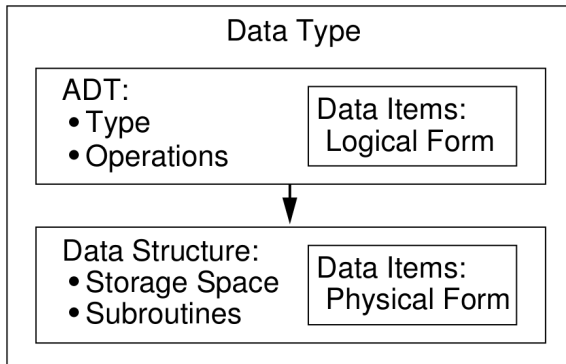 Data Type
ADT:
• Type
• Operations
Data Items:
Logical Form
Data Structure:
• Storage Space
• Subroutines
Data Items:
Physical Form